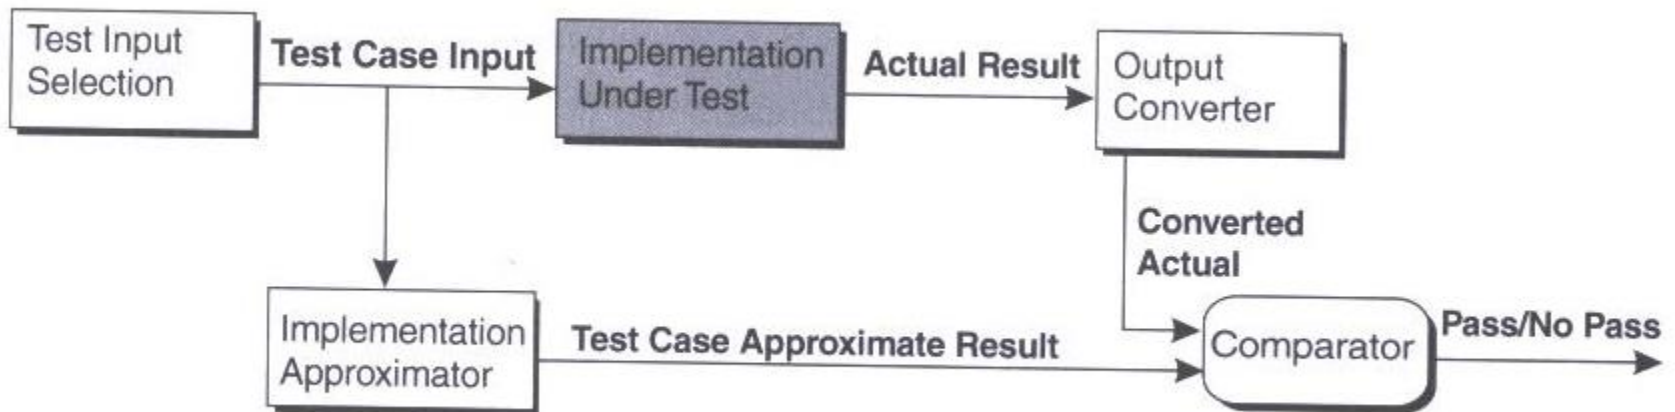 Test Input
Selection
Test Case Input
Implementation
Under Test
Actual Result
Output
Converter
Converted
Actual
Implementation
Approximator
Test Case Approximate Result
Comparator
Pass/No Pass